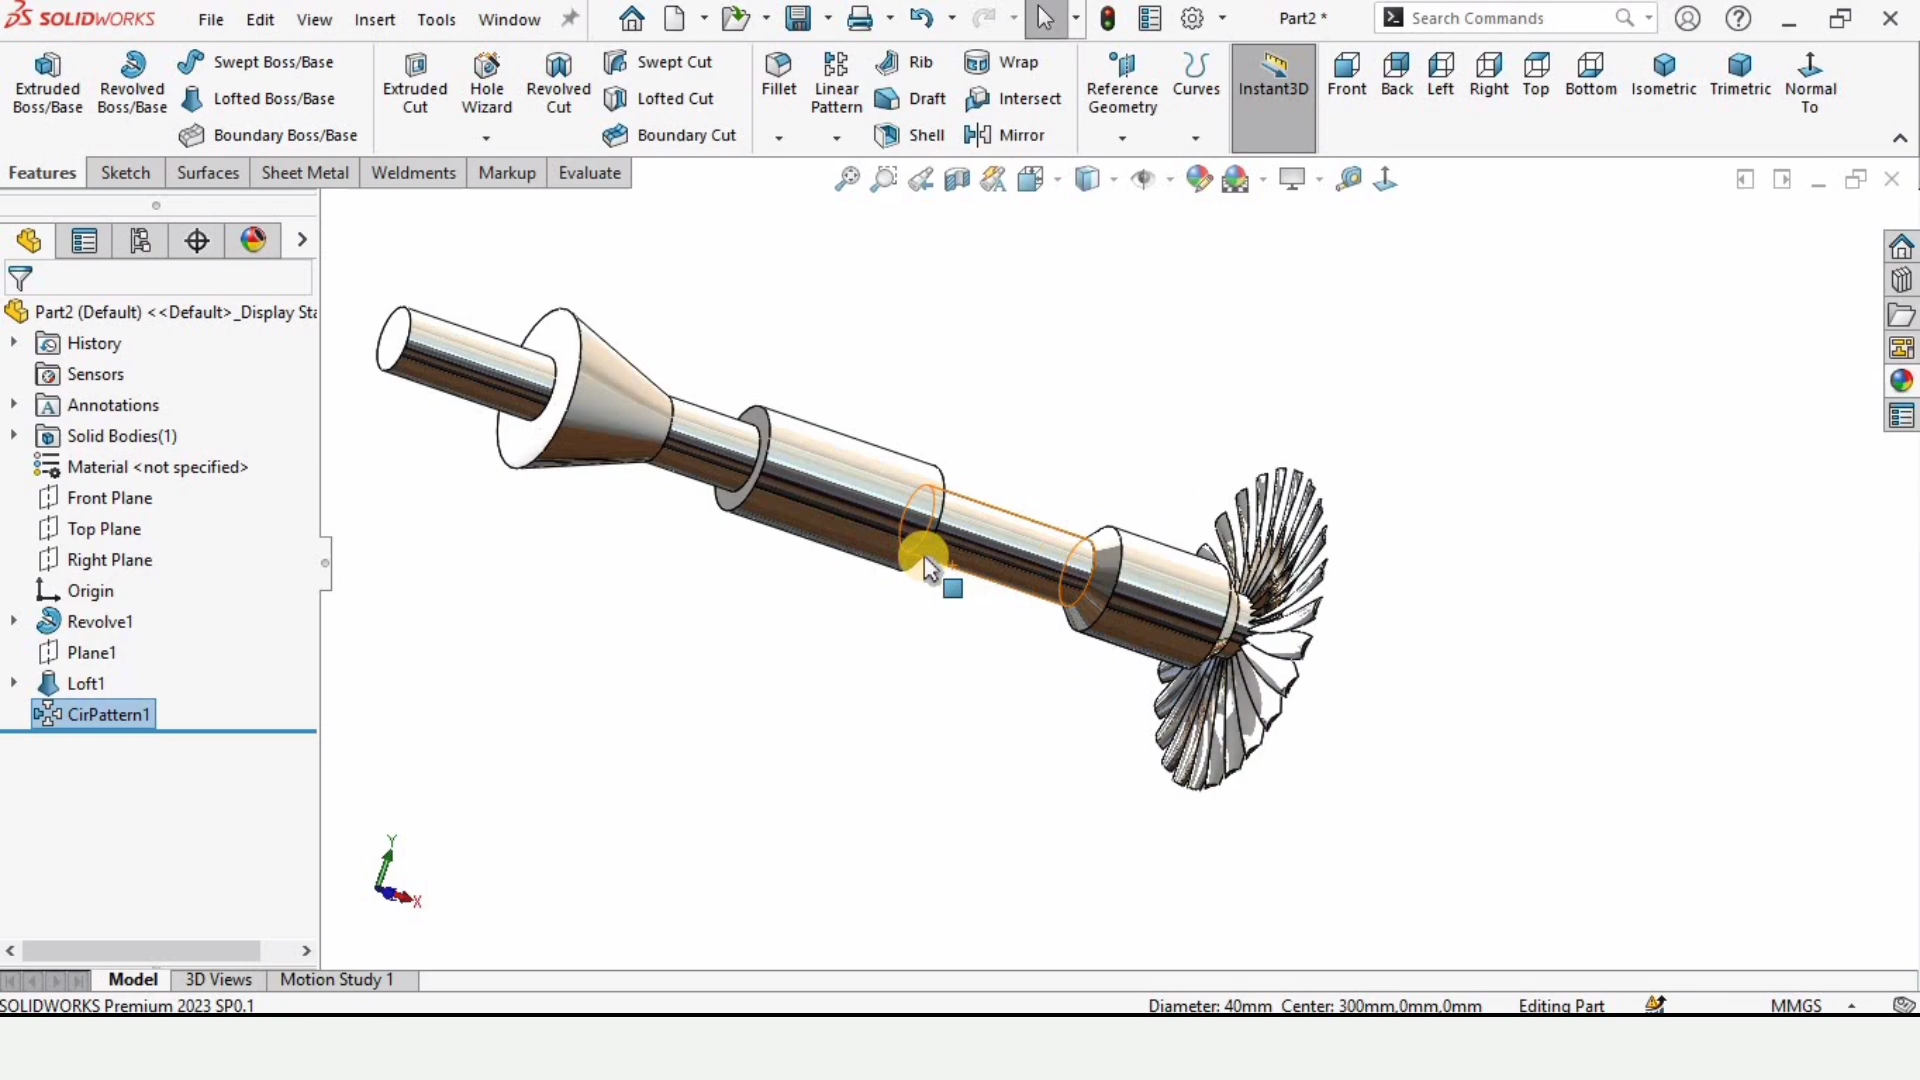 SOLIDWORKS File Edit View Insert Tools Window Part2 * Search Commands
Extruded Boss/Base
Revolved Boss/Base
Swept Boss/Base
Lofted Boss/Base
Boundary Boss/Base
Extruded Cut
Hole Wizard
Revolved Cut
Swept Cut
Lofted Cut
Boundary Cut
Fillet
Linear Pattern
Rib
Draft
Shell
Wrap
Intersect
Mirror
Reference Geometry
Curves
Instant3D
Front
Back
Left
Right
Top
Bottom
Isometric
Trimetric
Normal To
Features Sketch Surfaces Sheet Metal Weldments Markup Evaluate
Part2 (Default) <<Default>_Display Sta
History
Sensors
A Annotations
Solid Bodies(1)
Material <not specified>
Front Plane
Top Plane
Right Plane
Origin
Revolve1
Plane1
Loft1
CirPattern1
Y
X
Model 3D Views Motion Study 1
SOLIDWORKS Premium 2023 SP0.1 Diameter: 40mm Center: 300mm,0mm,0mm Editing Part MMGS